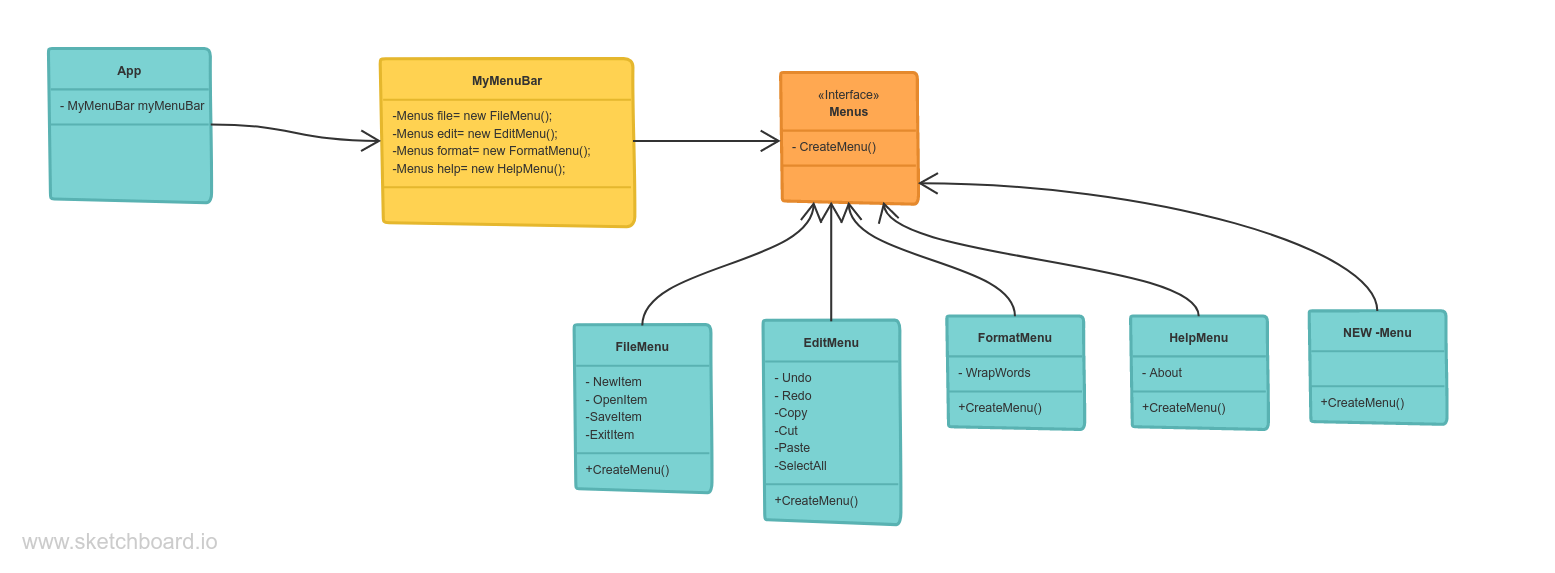 App
- MyMenuBar myMenuBar
MyMenuBar
-Menus file= new FileMenu();
-Menus edit= new EditMenu();
-Menus format= new FormatMenu();
-Menus help= new HelpMenu();
«Interface»
Menus
- CreateMenu()
FileMenu
- NewItem
- OpenItem
-SaveItem
-ExitItem
+CreateMenu()
EditMenu
- Undo
- Redo
-Copy
-Cut
-Paste
-SelectAll
+CreateMenu()
FormatMenu
- WrapWords
+CreateMenu()
HelpMenu
- About
+CreateMenu()
NEW -Menu
+CreateMenu()
www.sketchboard.io